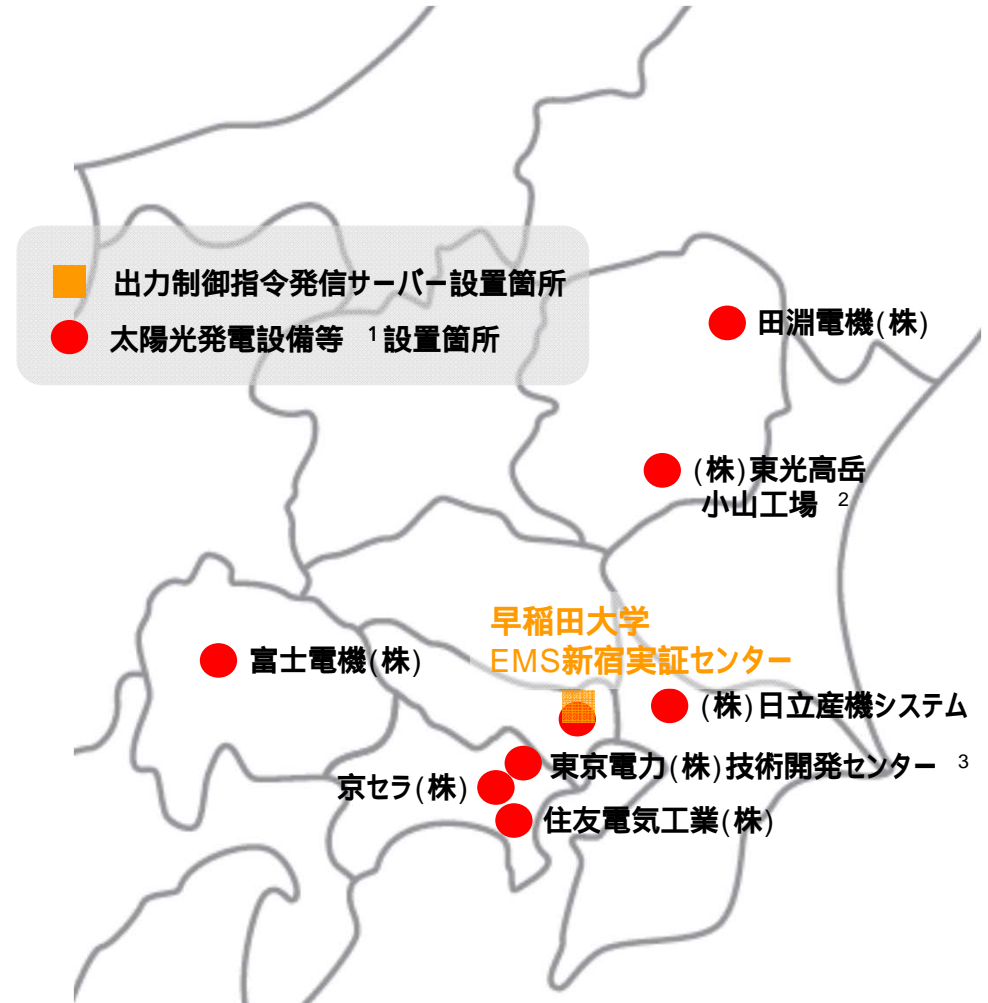 出力制御指令発信サーバー設置箇所
太陽光発電設備等 1 設置箇所
田淵電機(株)
(株)東光高岳
小山工場 2
早稲田大学
EMS新宿実証センター
富士電機(株)
(株)日立産機システム
東京電力(株)技術開発センター 3
京セラ(株)
住友電気工業(株)